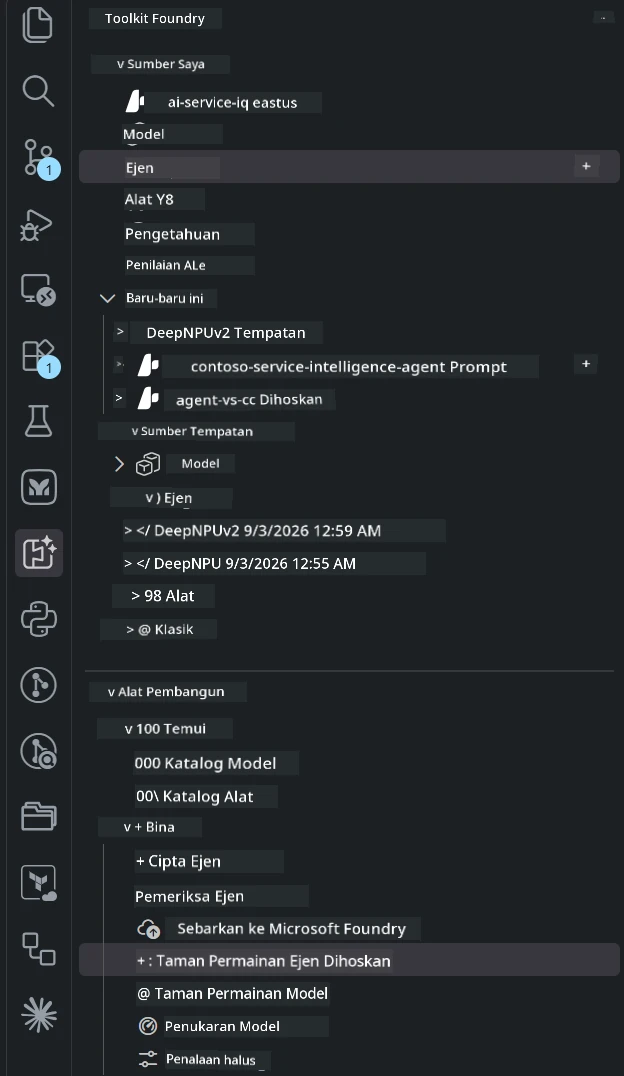 Toolkit Foundry
v Sumber Saya
ai-service-iq eastus
Model
Ejen
+
Alat Y8
Pengetahuan
Penilaian ALe
Baru-baru ini
> DeepNPUv2 Tempatan
> contoso-service-intelligence-agent Prompt
+
> agent-vs-cc Dihoskan
v Sumber Tempatan
Model
v ) Ejen
> </ DeepNPUv2 9/3/2026 12:59 AM
> </ DeepNPU 9/3/2026 12:55 AM
> 98 Alat
> @ Klasik
v Alat Pembangun
v 100 Temui
000 Katalog Model
00\ Katalog Alat
v + Bina
+ Cipta Ejen
Pemeriksa Ejen
Sebarkan ke Microsoft Foundry
+ : Taman Permainan Ejen Dihoskan
@ Taman Permainan Model
Penukaran Model
Penalaan halus
1
1